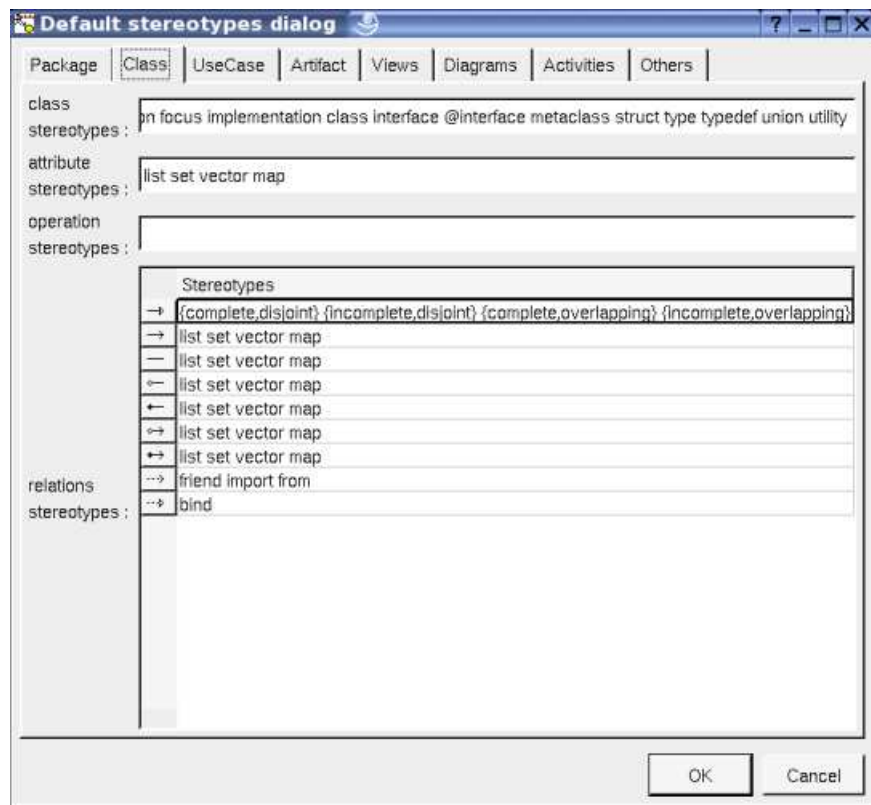 Default stereotypes dialog
Package Class UseCase Artifact Views Diagrams Activities Others
class
stereotypes :
focus implementation class interface @interface metaclass struct type typedef union utility
attribute
stereotypes :
list set vector map
operation
stereotypes :
Stereotypes
{complete,disjoint} {incomplete,disjoint} {complete,overlapping} {incomplete,overlapping}
list set vector map
list set vector map
list set vector map
list set vector map
list set vector map
list set vector map
friend import from
bind
relations
stereotypes :
OK Cancel